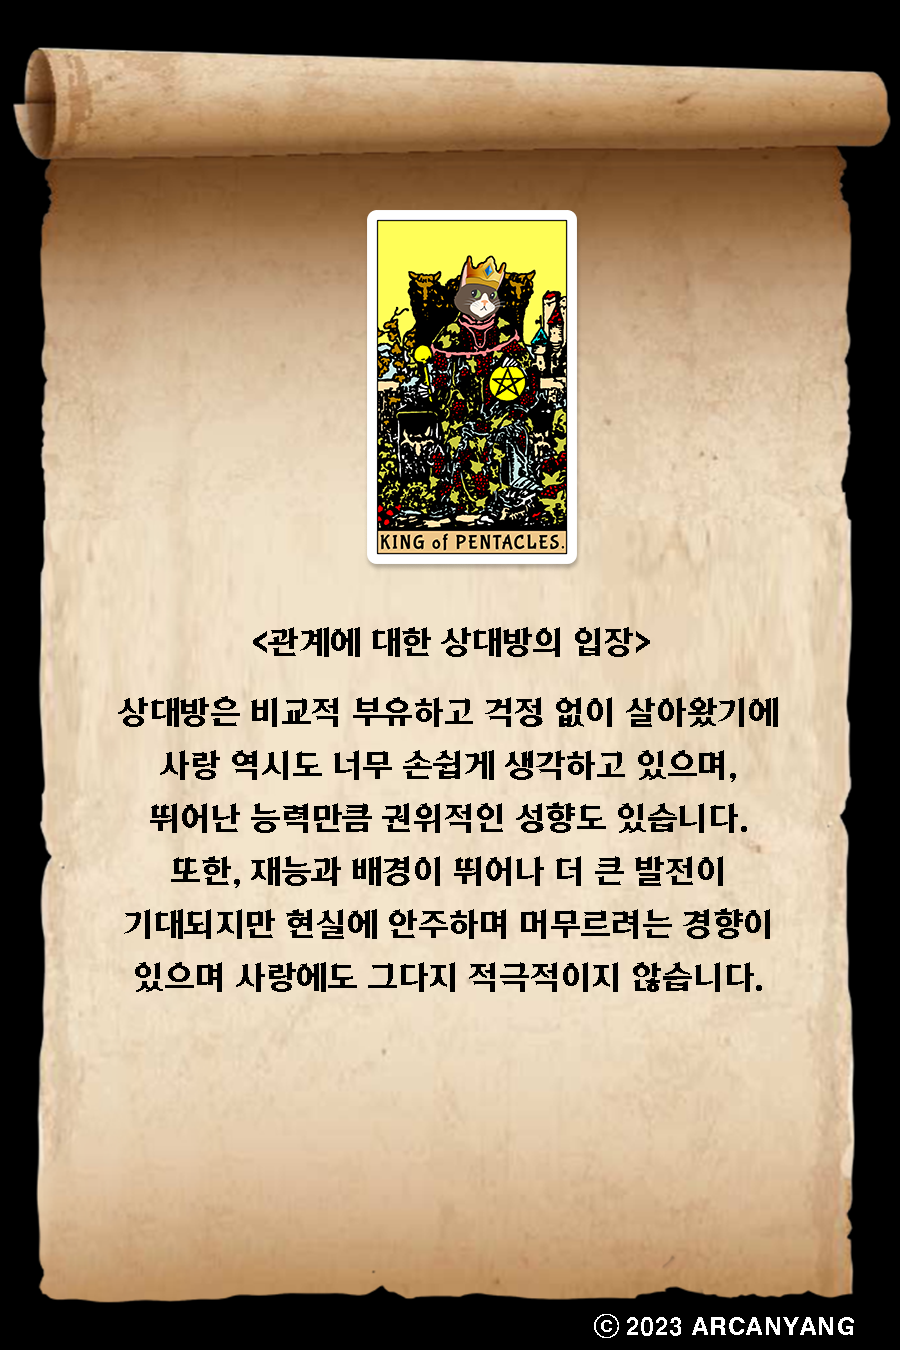 KING of PENTACLES.
<관계에 대한 상대방의 입장>
상대방은 비교적 부유하고 걱정 없이 살아왔기에
사랑 역시도 너무 손쉽게 생각하고 있으며,
뛰어난 능력만큼 권위적인 성향도 있습니다.
또한, 재능과 배경이 뛰어나 더 큰 발전이
기대되지만 현실에 안주하며 머무르려는 경향이
있으며 사랑에도 그다지 적극적이지 않습니다.
ⓒ 2023 ARCANYANG